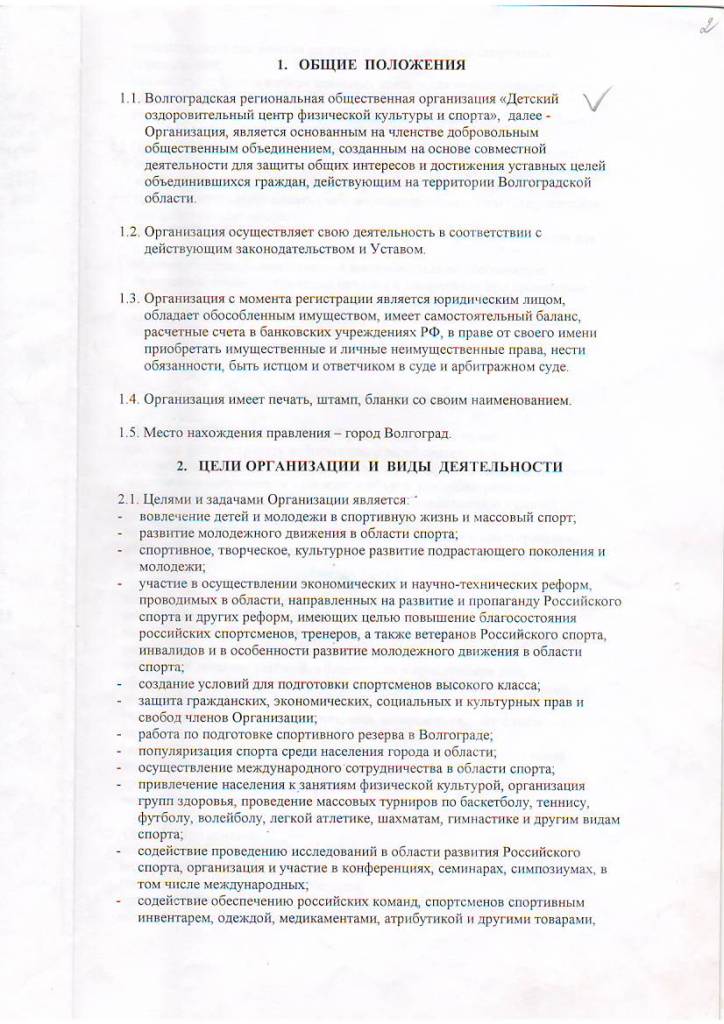 2
1. ОБЩИЕ ПОЛОЖЕНИЯ
1.1. Волгоградская региональная общественная организация «Детский
оздоровительный центр физической культуры и спорта», далее -
Организация, является основанным на членстве добровольным
общественным объединением, созданным на основе совместной
деятельности для защиты общих интересов и достижения уставных целей
объединившихся граждан, действующим на территории Волгоградской
области.
1.2. Организация осуществляет свою деятельность в соответствии с
действующим законодательством и Уставом.
1.3. Организация с момента регистрации является юридическим лицом,
обладает обособленным имуществом, имеет самостоятельный баланс,
расчетные счета в банковских учреждениях РФ, в праве от своего имени
приобретать имущественные и личные неимущественные права, нести
обязанности, быть истцом и ответчиком в суде и арбитражном суде.
1.4. Организация имеет печать, штамп, бланки со своим наименованием.
1.5. Место нахождения правления – город Волгоград.
2. ЦЕЛИ ОРГАНИЗАЦИИ И ВИДЫ ДЕЯТЕЛЬНОСТИ
2.1. Целями и задачами Организации является:
- вовлечение детей и молодежи в спортивную жизнь и массовый спорт;
- развитие молодежного движения в области спорта;
- спортивное, творческое, культурное развитие подрастающего поколения и
молодежи;
- участие в осуществлении экономических и научно-технических реформ,
проводимых в области, направленных на развитие и пропаганду Российского
спорта и других реформ, имеющих целью повышение благосостояния
российских спортсменов, тренеров, а также ветеранов Российского спорта,
инвалидов и в особенности развитие молодежного движения в области
спорта;
- создание условий для подготовки спортсменов высокого класса;
- защита гражданских, экономических, социальных и культурных прав и
свобод членов Организации;
- работа по подготовке спортивного резерва в Волгограде;
- популяризация спорта среди населения города и области;
- осуществление международного сотрудничества в области спорта;
- привлечение населения к занятиям физической культурой, организация
групп здоровья, проведение массовых турниров по баскетболу, теннису,
футболу, волейболу, легкой атлетике, шахматам, гимнастике и другим видам
спорта;
- содействие проведению исследований в области развития Российского
спорта, организация и участие в конференциях, семинарах, симпозиумах, в
том числе международных;
- содействие обеспечению российских команд, спортсменов спортивным
инвентарем, одеждой, медикаментами, атрибутикой и другими товарами,